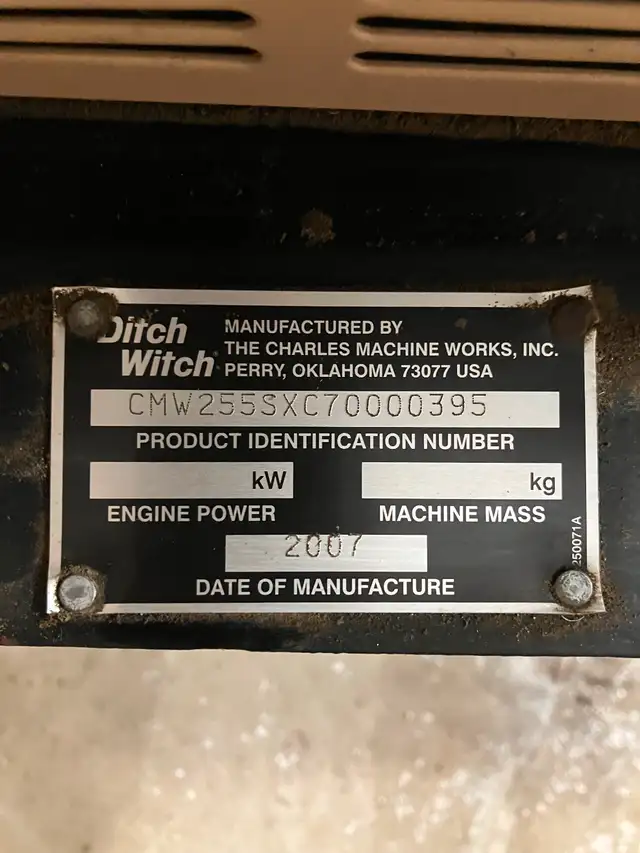 Ditch
Witch
MANUFACTURED BY
THE CHARLES MACHINE WORKS, INC.
PERRY, OKLAHOMA 73077 USA
CMW255SXC70000395
PRODUCT IDENTIFICATION NUMBER
kW
ENGINE POWER
kg
MACHINE MASS
2007
DATE OF MANUFACTURE